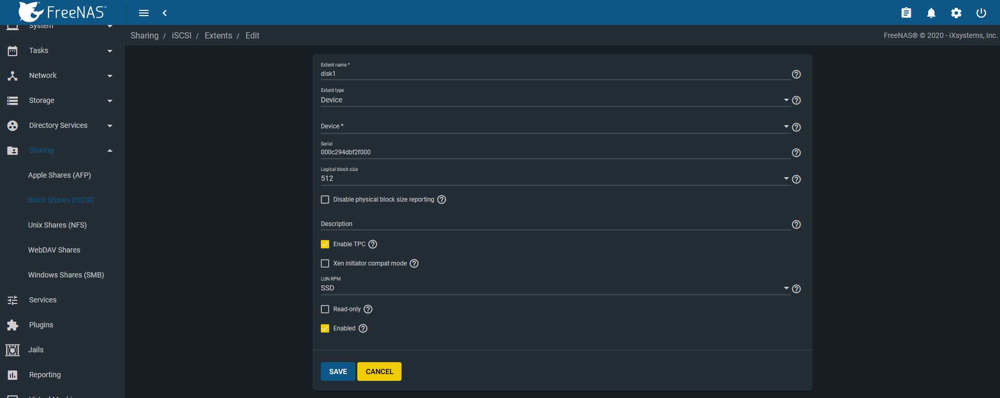 FreeNAS™
System
Sharing / iSCSI / Extents / Edit
FreeNAS® © 2020 - iXsystems, Inc.
Tasks
Network
Storage
Directory Services
Sharing
Apple Shares (AFP)
Block Shares (iSCSI)
Unix Shares (NFS)
WebDAV Shares
Windows Shares (SMB)
Services
Plugins
Jails
Reporting
Extent name *
disk1
Extent type
Device
Device *
Serial
000c294dbf2f000
Logical block size
512
Disable physical block size reporting
Description
Enable TPC
Xen initiator compat mode
LUN RPM
SSD
Read-only
Enabled
SAVE
CANCEL